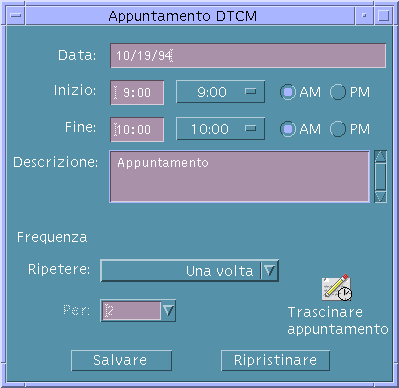 Appuntamento DTCM
Data: 10/19/94
Inizio: 9:00 9:00 AM PM
Fine: 10:00 10:00 AM PM
Descrizione: Appuntamento
Frequenza
Ripetere: Una volta
Per: 2
Trascinare
appuntamento
Salvare Ripristinare